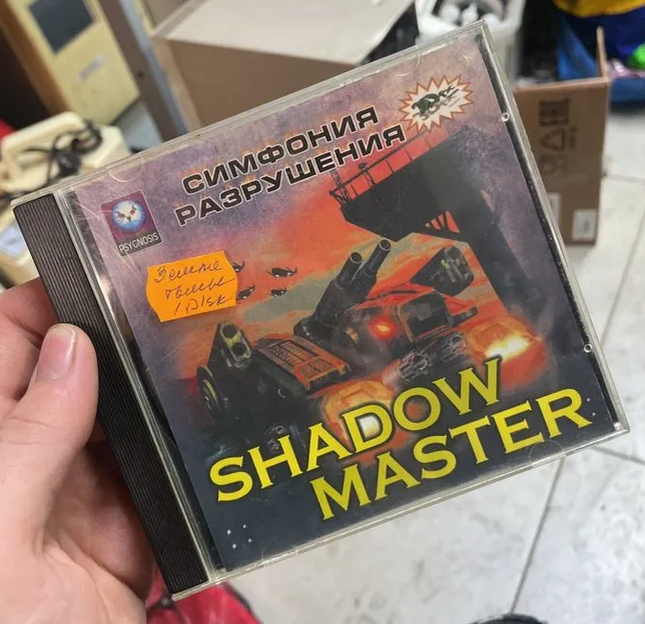 СИМФОНИЯ
РАЗРУШЕНИЯ
PSYGNOSIS
1 Disk
SHADOW
MASTER